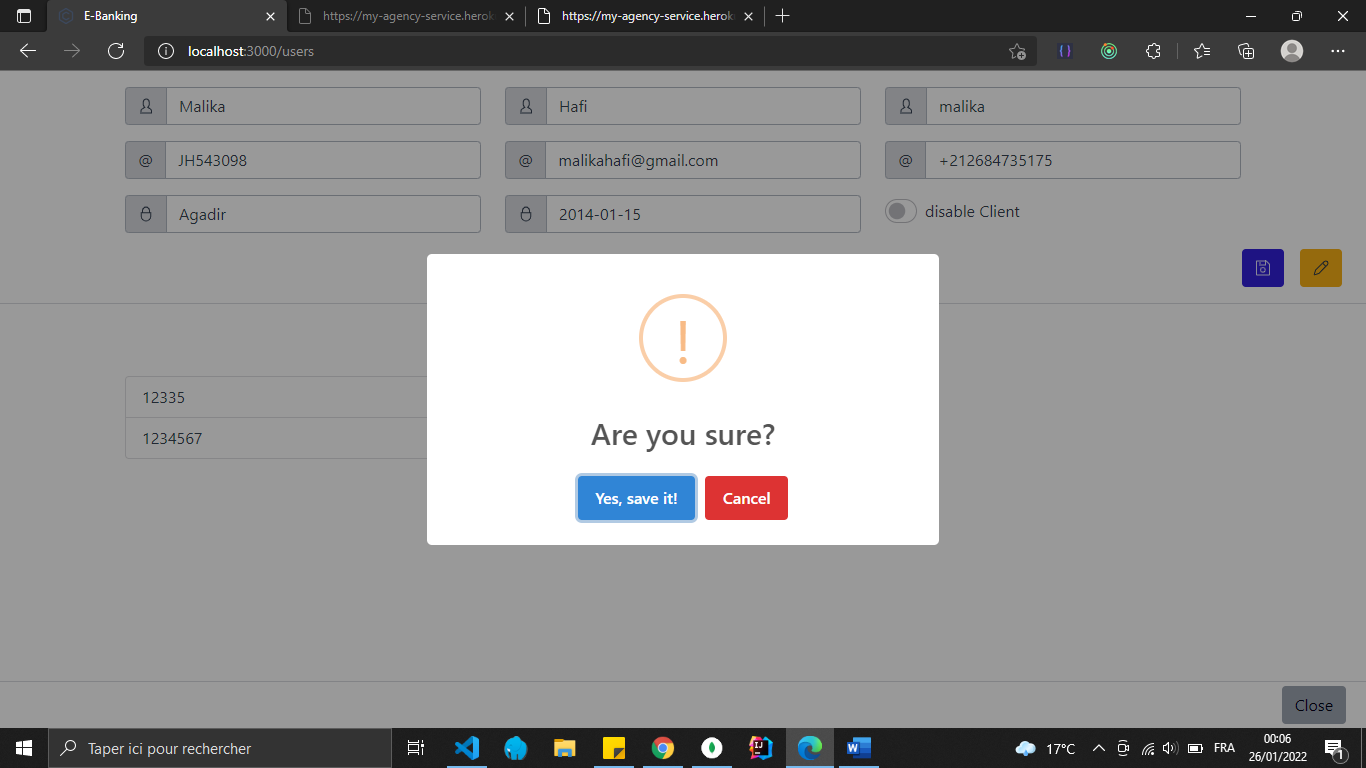 E-Banking
https://my-agency-service.herok
https://my-agency-service.herok
localhost:3000/users
Malika
Hafi
malika
@ JH543098
@ malikahafi@gmail.com
@ +212684735175
Agadir
2014-01-15
disable Client
12335
1234567
!
Are you sure?
Yes, save it!
Cancel
Close
Taper ici pour rechercher
17°C
FRA
00:06
26/01/2022
1